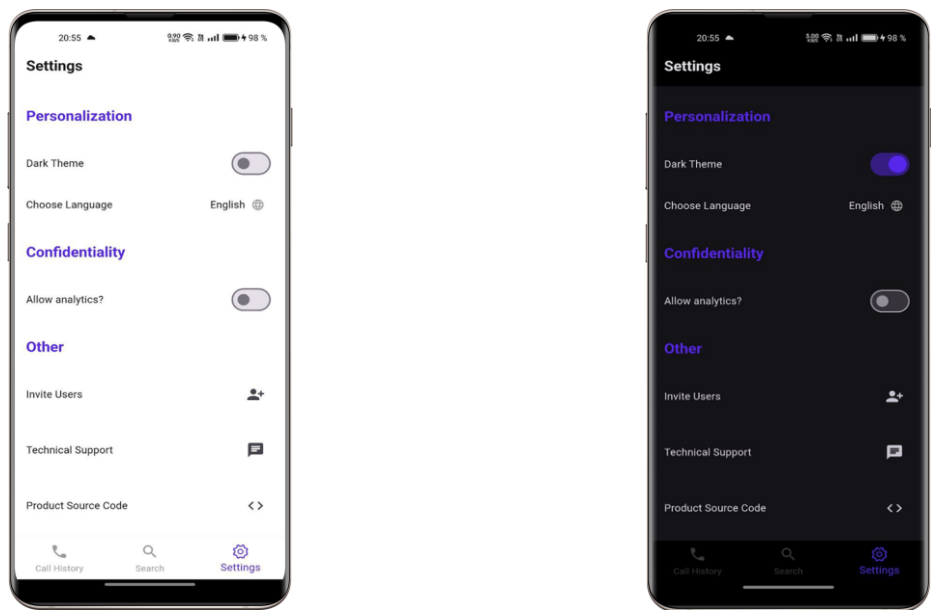 20:55 98 %
Settings
Personalization
Dark Theme
Choose Language English
Confidentiality
Allow analytics?
Other
Invite Users
Technical Support
Product Source Code
Call History Search Settings
20:55 98 %
Settings
Personalization
Dark Theme
Choose Language English
Confidentiality
Allow analytics?
Other
Invite Users
Technical Support
Product Source Code
Call History Search Settings